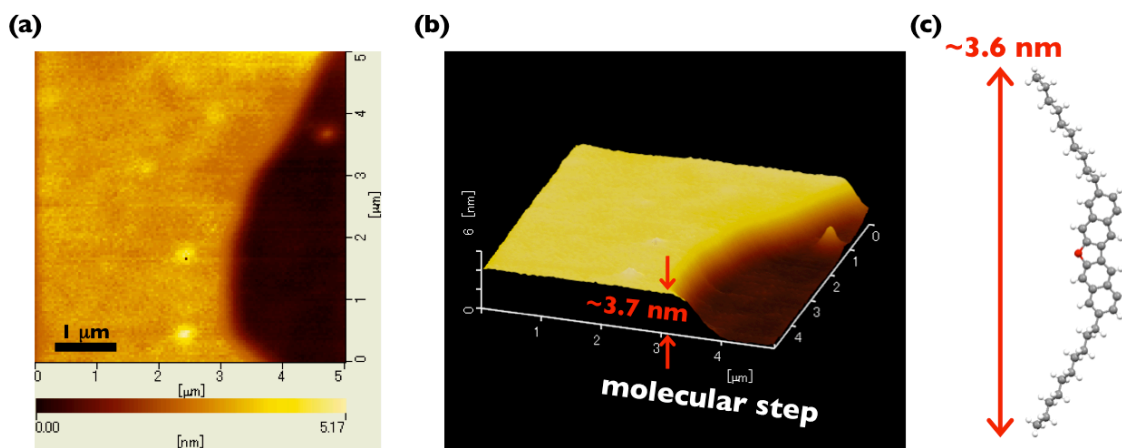 (a)
5
4
3
2
1
0
[μm]
1 μm
0 1 2 3 4 5
[μm]
0.00 5.17
[nm]
(b)
6
[nm]
0
0
1
2
3
4
1
2
3
4
[μm]
~3.7 nm
molecular step
(c)
~3.6 nm